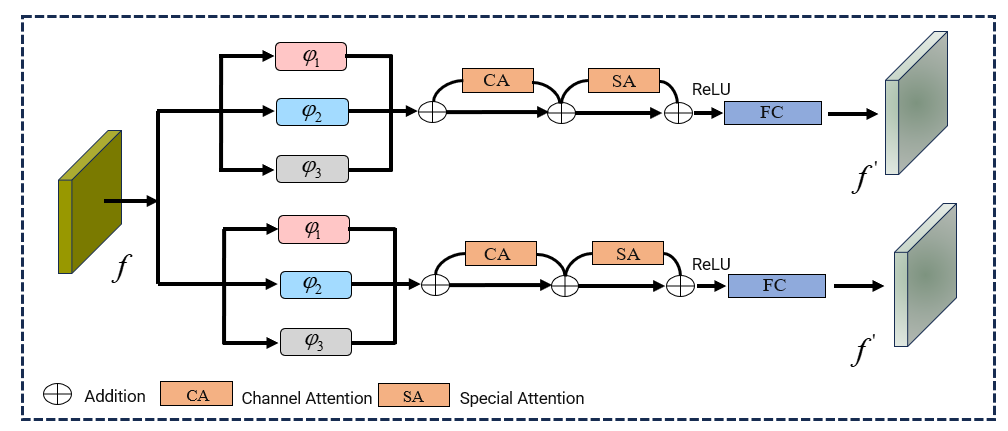 φ1
CA
SA
ReLU
φ2
FC
φ3
f'
φ1
f
CA
SA
ReLU
φ2
FC
φ3
f'
Addition
CA
Channel Attention
SA
Special Attention